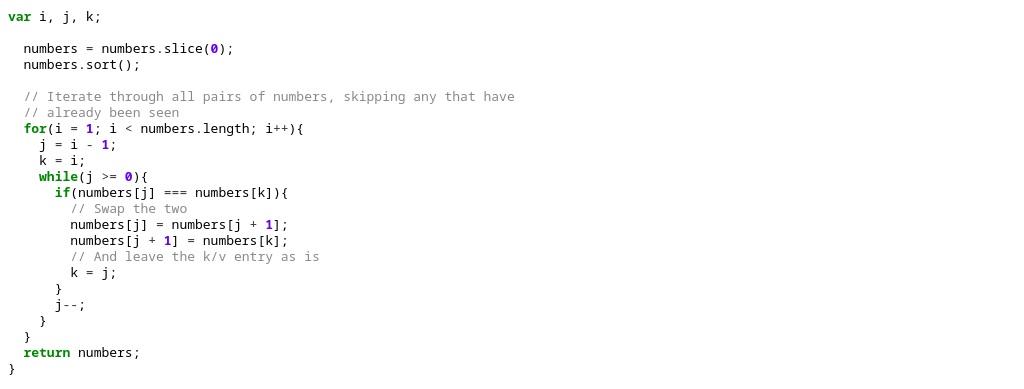 var i, j, k;

  numbers = numbers.slice(0);
  numbers.sort();

  // Iterate through all pairs of numbers, skipping any that have
  // already been seen
  for(i = 1; i < numbers.length; i++){
    j = i - 1;
    k = i;
    while(j >= 0){
      if(numbers[j] === numbers[k]){
        // Swap the two
        numbers[j] = numbers[j + 1];
        numbers[j + 1] = numbers[k];
        // And leave the k/v entry as is
        k = j;
      }
      j--;
    }
  }
  return numbers;
}